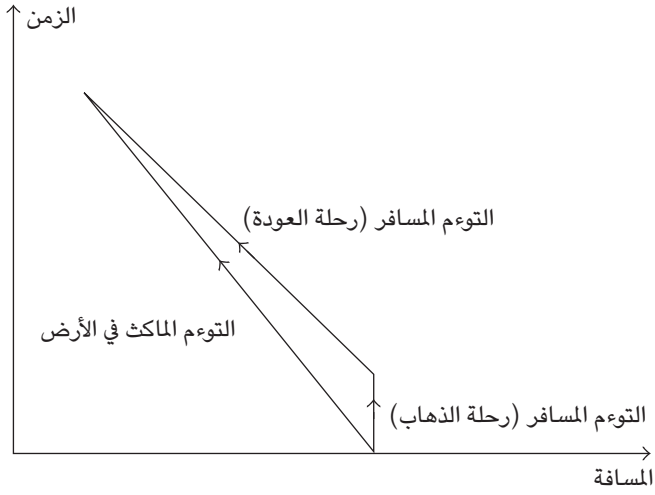 الزمن
التوءم المسافر (رحلة العودة)
التوءم الماكث في الأرض
التوءم المسافر (رحلة الذهاب)
المسافة